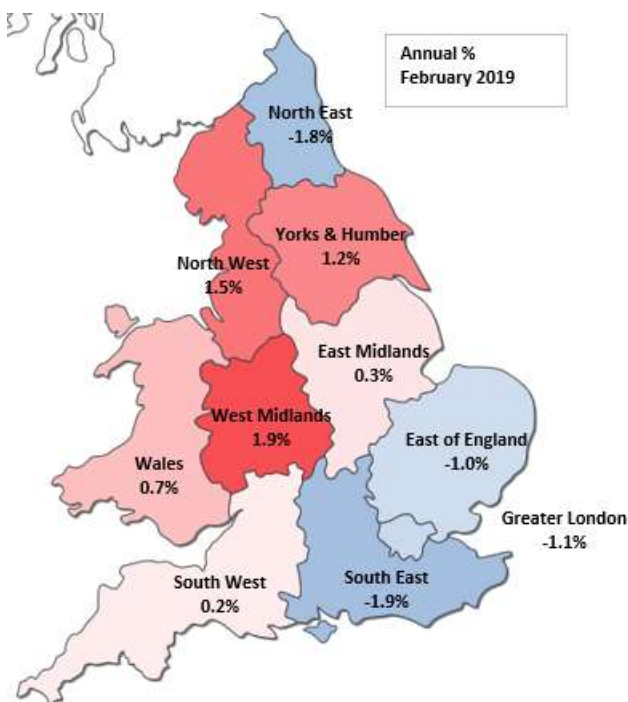 Annual %
February 2019
North East
-1.8%
Yorks & Humber
1.2%
North West
1.5%
East Midlands
0.3%
West Midlands
1.9%
East of England
-1.0%
Wales
0.7%
Greater London
-1.1%
South West
0.2%
South East
-1.9%